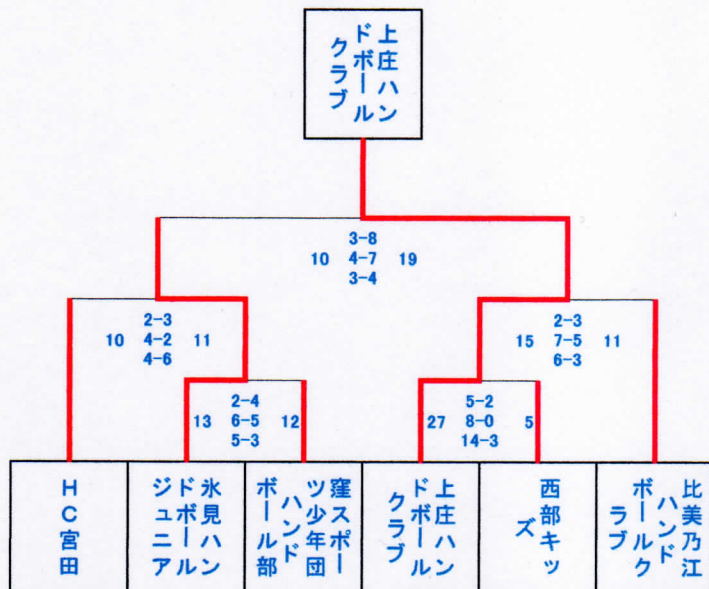 上庄ハン
ドボール
クラブ
3-8
10 4-7 19
3-4
2-3
10 4-2 11
4-6
2-3
15 7-5 11
6-3
2-4
13 6-5 12
5-3
5-2
27 8-0 5
14-3
HC宮田
氷見ハン
ドボール
ジュニア
窪スポー
ツ少年団
ハンド
ボール部
上庄ハン
ドボール
クラブ
西部キッ
ズ
比美乃江
ハンド
ボールク
ラブ